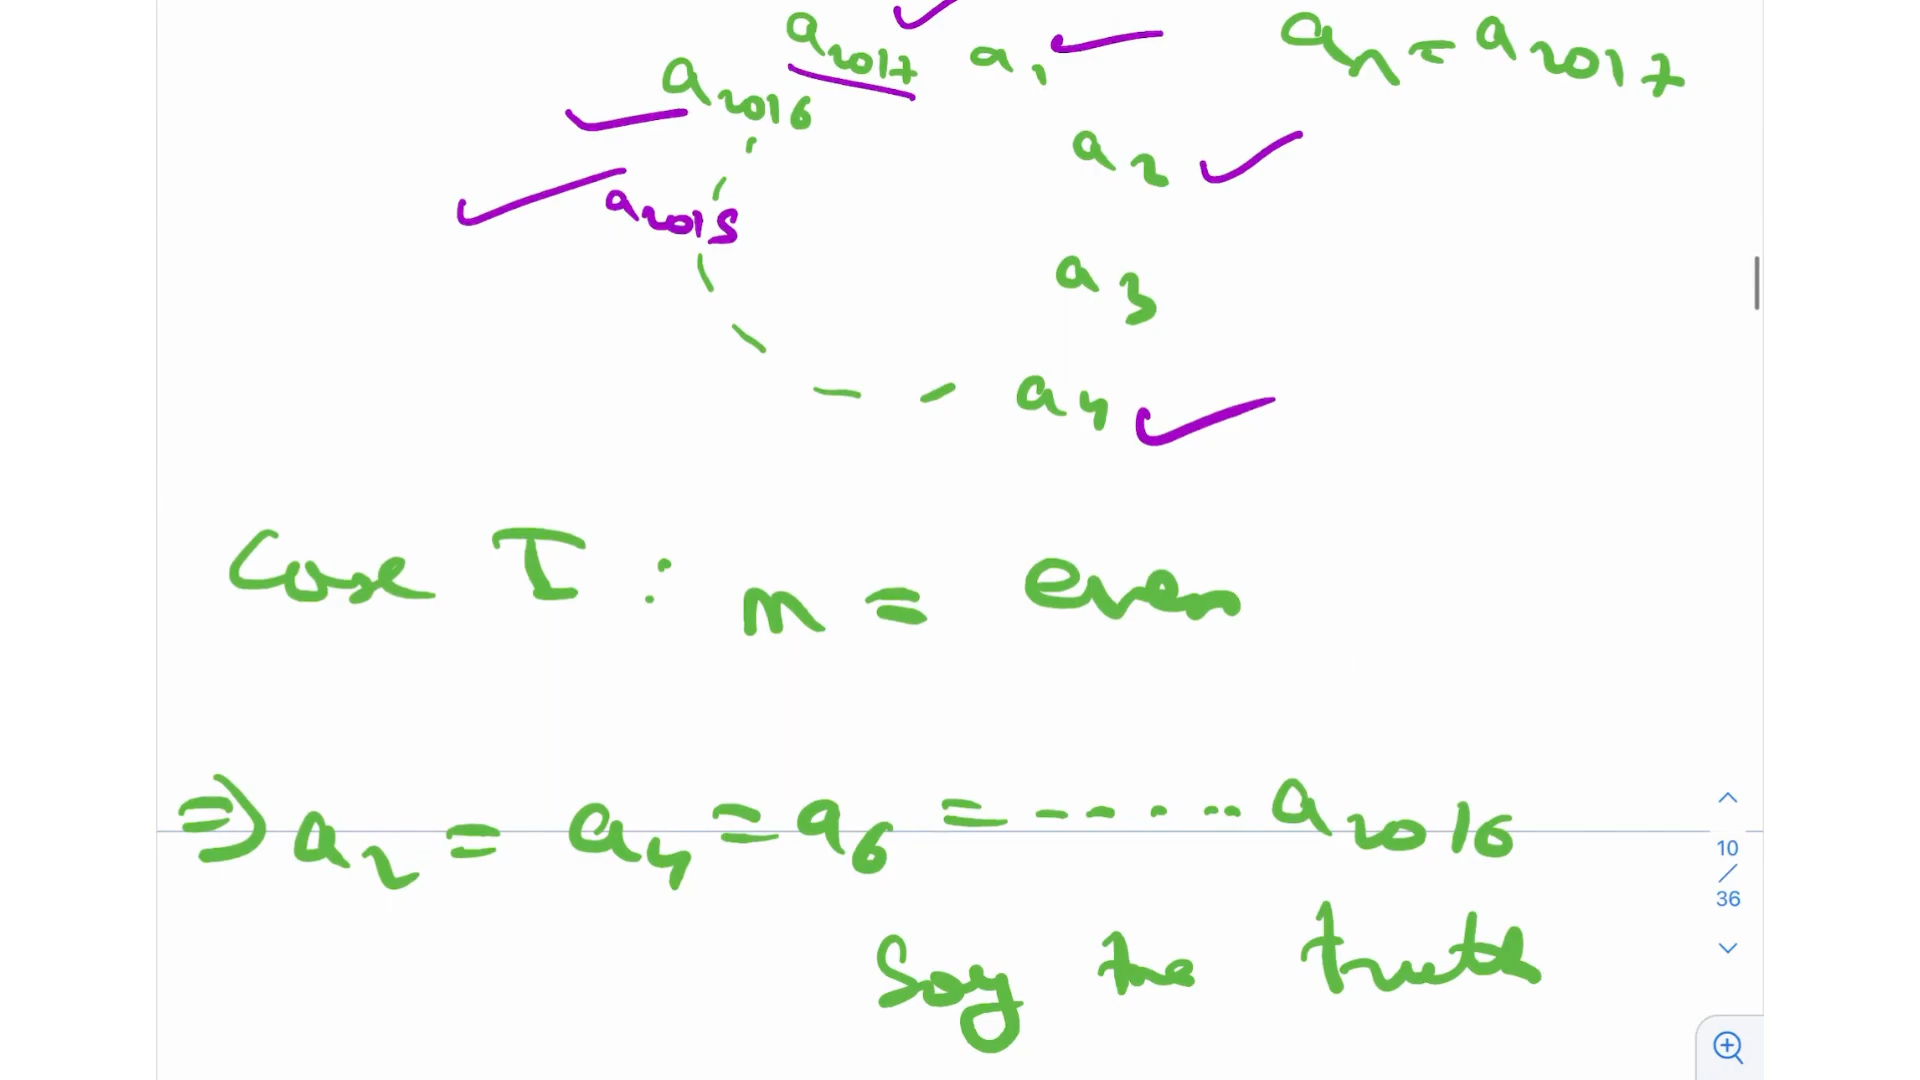 a2017 a1 an = a2017
a2016
a2
a2015
a3
a4
Case I : m = even
⇒ a2 = a4 = a6 = ----- a2016
10
/
36
Say the truth